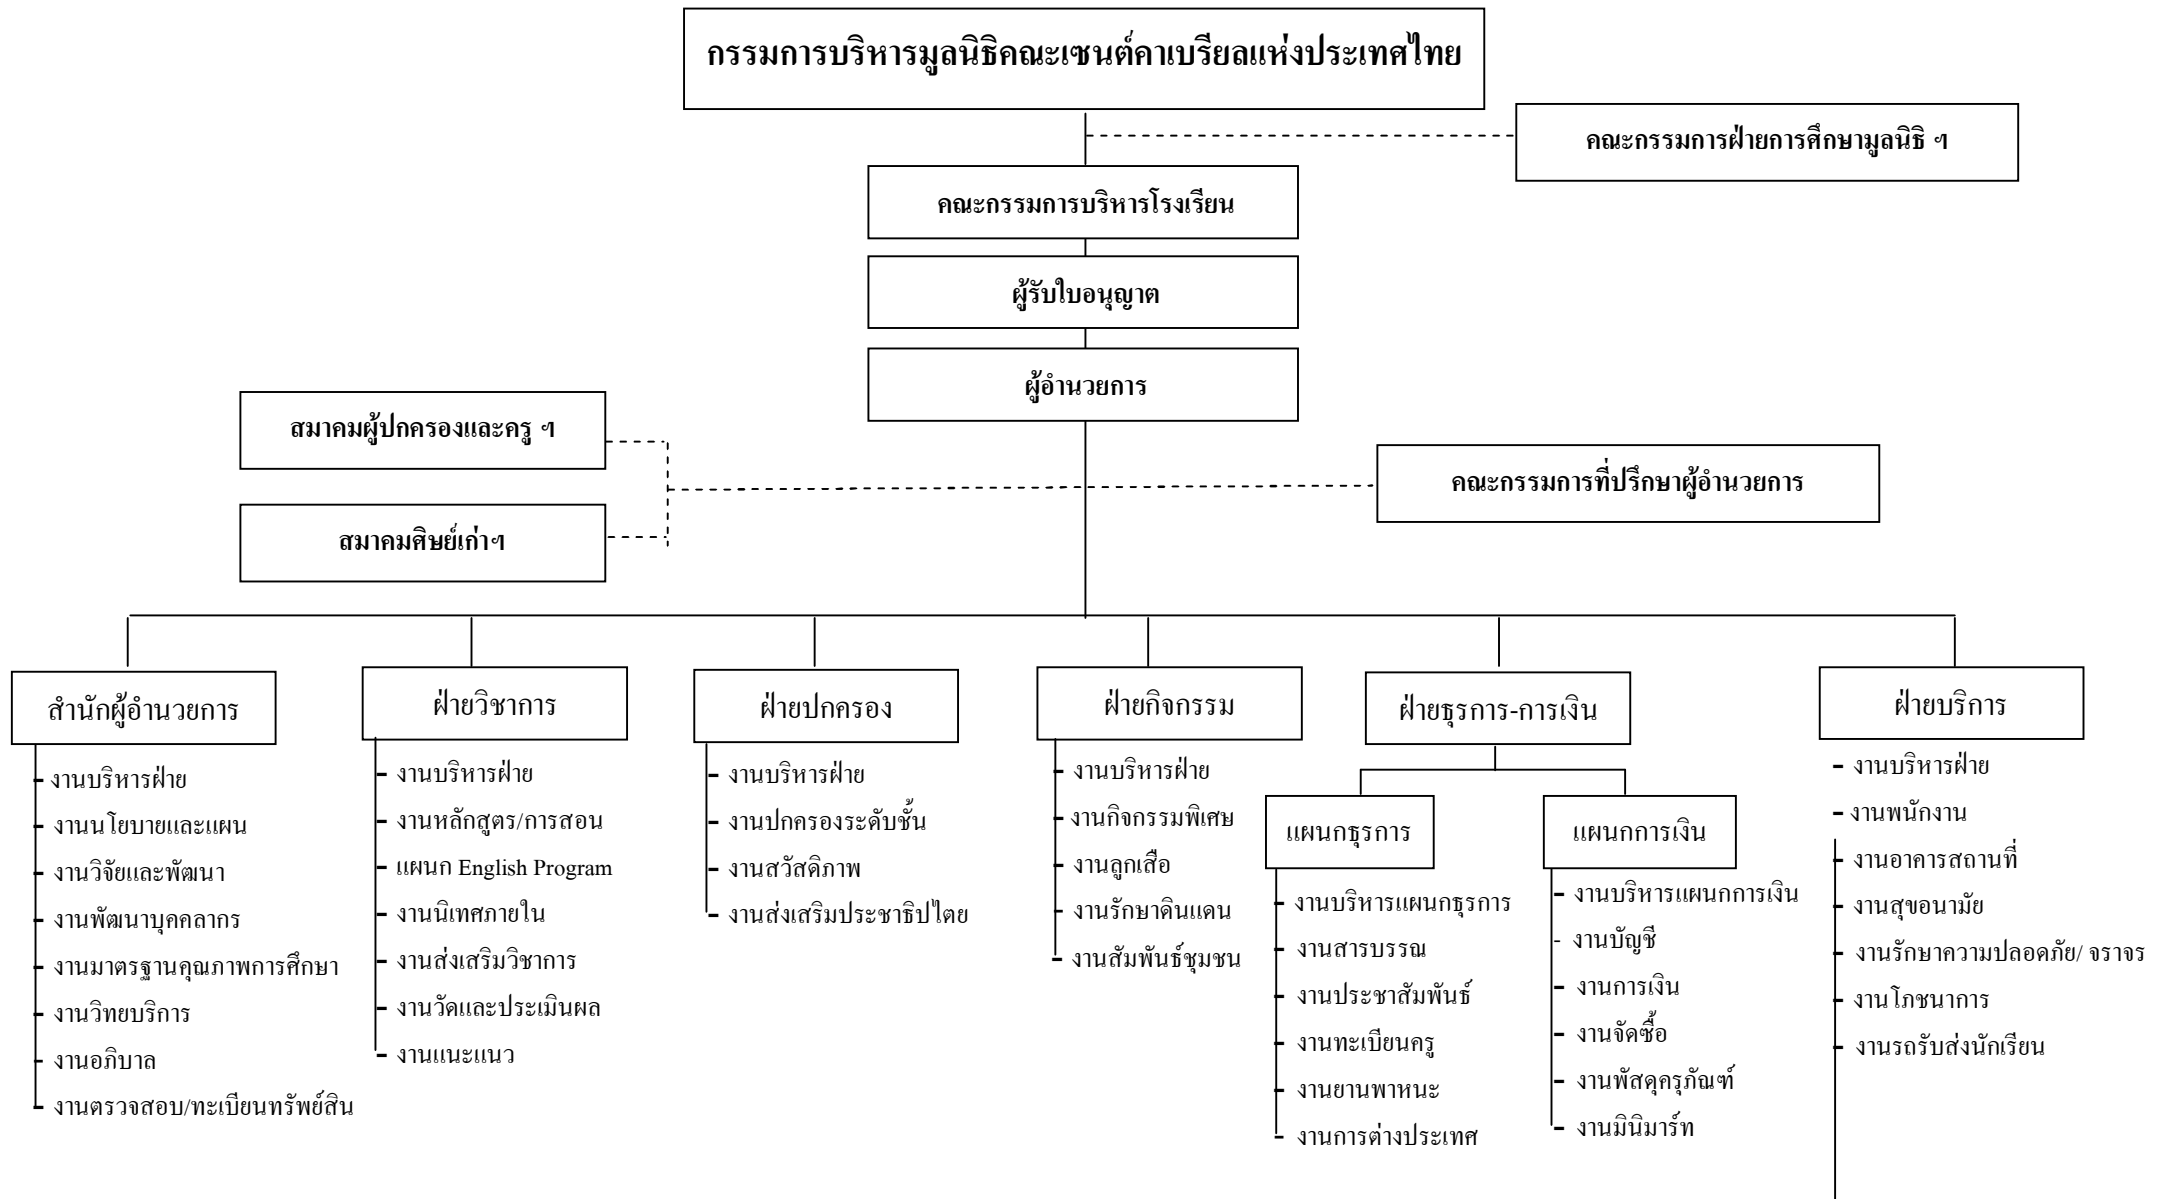 กรรมการบริหารมูลนิธิคณะเซนต์คาเบรียลแห่งประเทศไทย
คณะกรรมการฝ่ายการศึกษามูลนิธิ ฯ
คณะกรรมการบริหารโรงเรียน
ผู้รับใบอนุญาต
ผู้อำนวยการ
สมาคมผู้ปกครองและครู ฯ
คณะกรรมการที่ปรึกษาผู้อำนวยการ
สมาคมศิษย์เก่าฯ
สำนักผู้อำนวยการ
- งานบริหารฝ่าย
- งานนโยบายและแผน
- งานวิจัยและพัฒนา
- งานพัฒนาบุคคลากร
- งานมาตรฐานคุณภาพการศึกษา
- งานวิทยบริการ
- งานอภิบาล
- งานตรวจสอบ/ทะเบียนทรัพย์สิน
ฝ่ายวิชาการ
- งานบริหารฝ่าย
- งานหลักสูตร/การสอน
- แผนก English Program
- งานนิเทศภายใน
- งานส่งเสริมวิชาการ
- งานวัดและประเมินผล
- งานแนะแนว
ฝ่ายปกครอง
- งานบริหารฝ่าย
- งานปกครองระดับชั้น
- งานสวัสดิภาพ
- งานส่งเสริมประชาธิปไตย
ฝ่ายกิจกรรม
- งานบริหารฝ่าย
- งานกิจกรรมพิเศษ
- งานลูกเสือ
- งานรักษาดินแดน
- งานสัมพันธ์ชุมชน
ฝ่ายธุรการ-การเงิน
แผนกธุรการ
- งานบริหารแผนกธุรการ
- งานสารบรรณ
- งานประชาสัมพันธ์
- งานทะเบียนครู
- งานยานพาหนะ
- งานการต่างประเทศ
แผนกการเงิน
- งานบริหารแผนกการเงิน
- งานบัญชี
- งานการเงิน
- งานจัดซื้อ
- งานพัสดุครุภัณฑ์
- งานมินิมาร์ท
ฝ่ายบริการ
- งานบริหารฝ่าย
- งานพนักงาน
- งานอาคารสถานที่
- งานสุขอนามัย
- งานรักษาความปลอดภัย/ จราจร
- งานโภชนาการ
- งานรถรับส่งนักเรียน